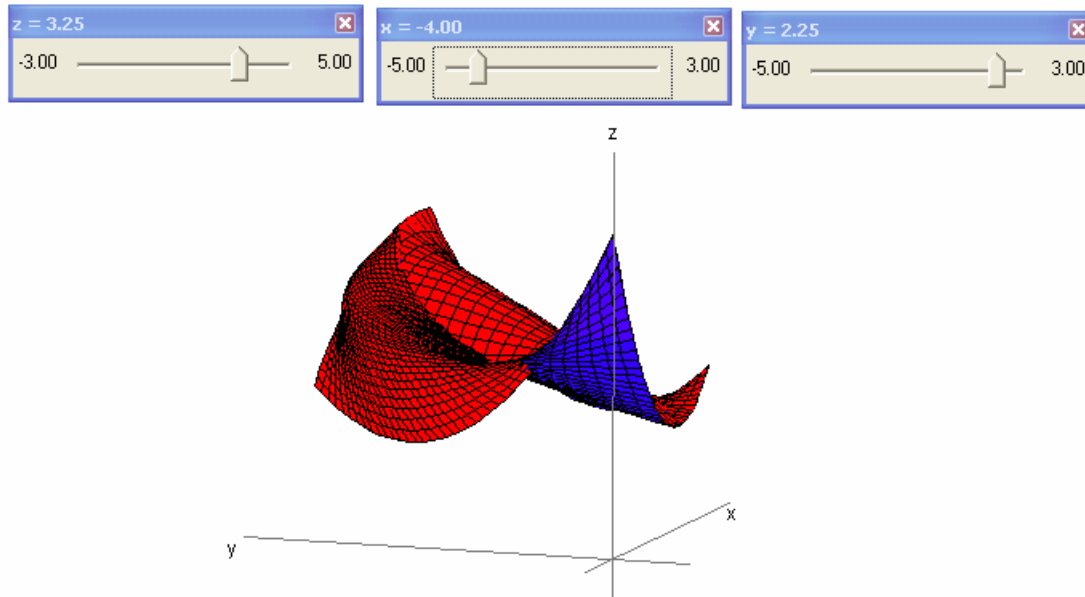 z = 3.25
-3.00 5.00
x = -4.00
-5.00 3.00
y = 2.25
-5.00 3.00
z
x
y